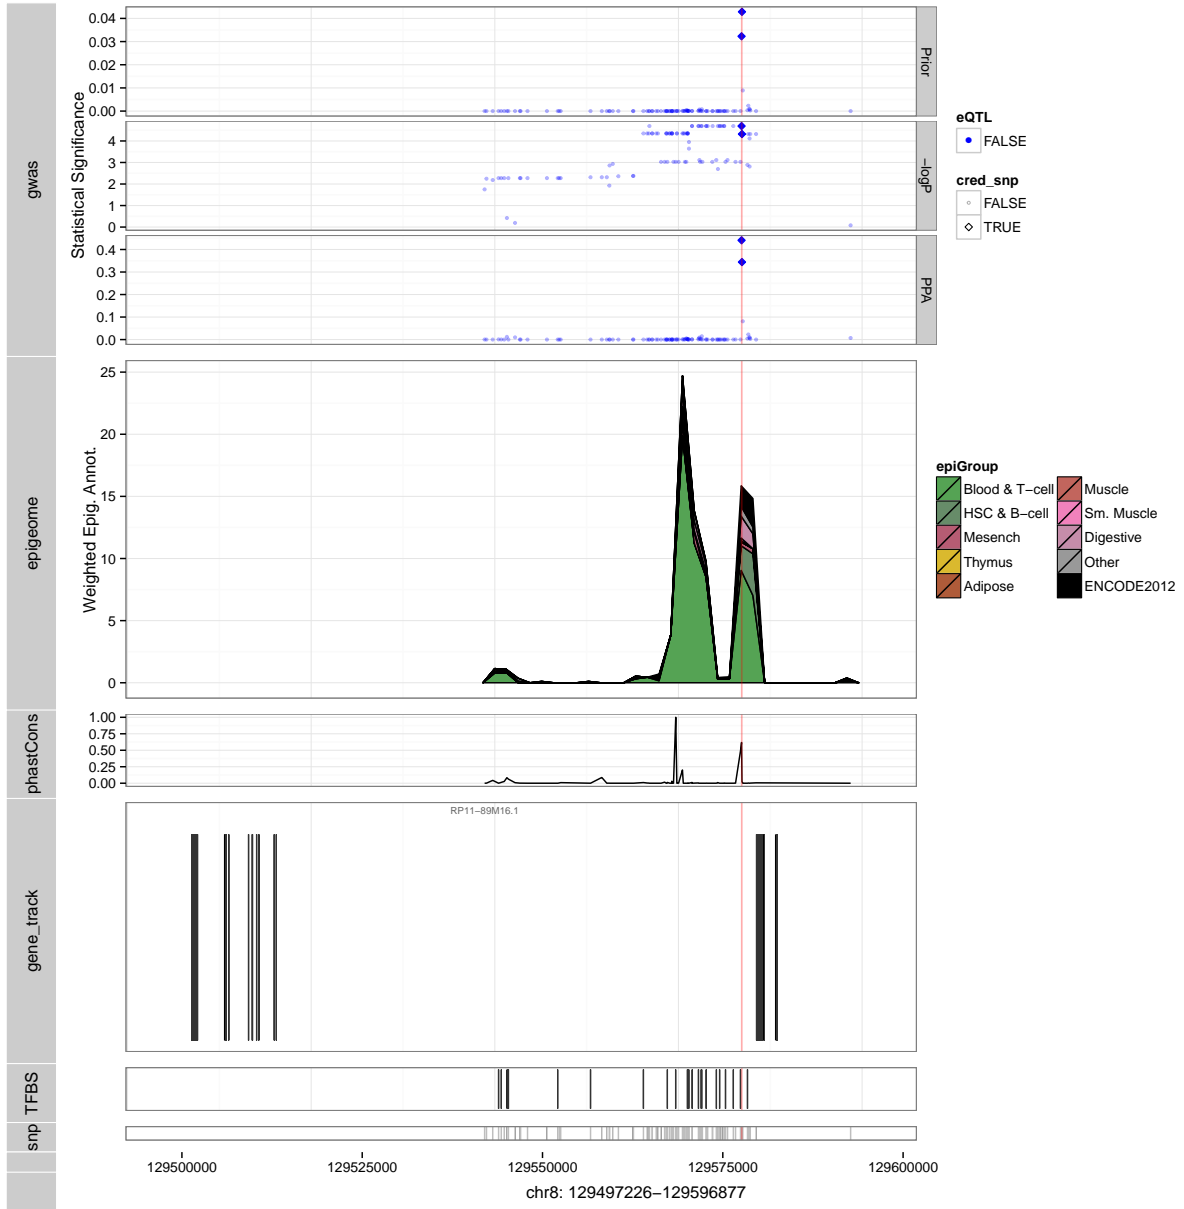 gwas
Statistical Significance
0.04
0.03
0.02
0.01
0.00
Prior
4
3
2
1
0
−logP
0.4
0.3
0.2
0.1
0.0
PPA
eQTL
FALSE
cred_snp
FALSE
TRUE
epigeome
Weighted Epig. Annot.
25
20
15
10
5
0
epiGroup
Blood & T−cell
HSC & B−cell
Mesench
Thymus
Adipose
Muscle
Sm. Muscle
Digestive
Other
ENCODE2012
phastCons
1.00
0.75
0.50
0.25
0.00
gene_track
RP11−89M16.1
TFBS
snp
129500000 129525000 129550000 129575000 129600000
chr8: 129497226−129596877